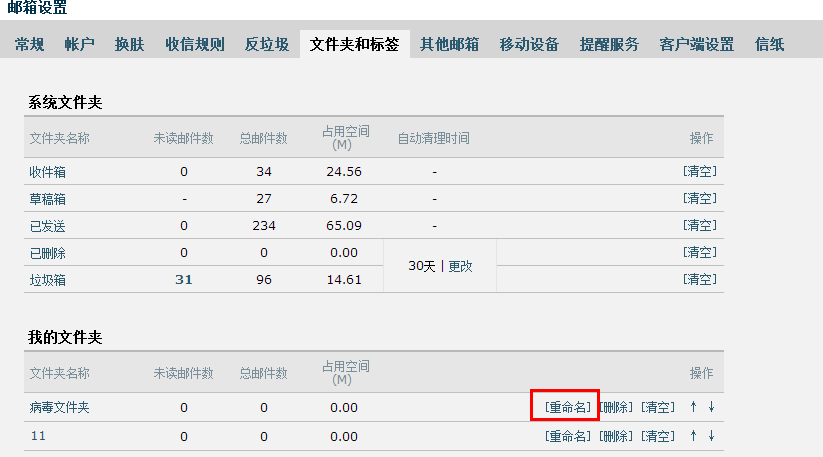 邮箱设置
常规 帐户 换肤 收信规则 反垃圾 文件夹和标签 其他邮箱 移动设备 提醒服务 客户端设置 信纸
系统文件夹
文件夹名称 未读邮件数 总邮件数 占用空间(M) 自动清理时间 操作
收件箱 0 34 24.56 - [清空]
草稿箱 - 27 6.72 - [清空]
已发送 0 234 65.09 - [清空]
已删除 0 0 0.00 [清空]
30天 | 更改
垃圾箱 31 96 14.61 [清空]
我的文件夹
文件夹名称 未读邮件数 总邮件数 占用空间(M) 操作
病毒文件夹 0 0 0.00 [重命名] [删除] [清空] ↑ ↓
11 0 0 0.00 [重命名] [删除] [清空] ↑ ↓